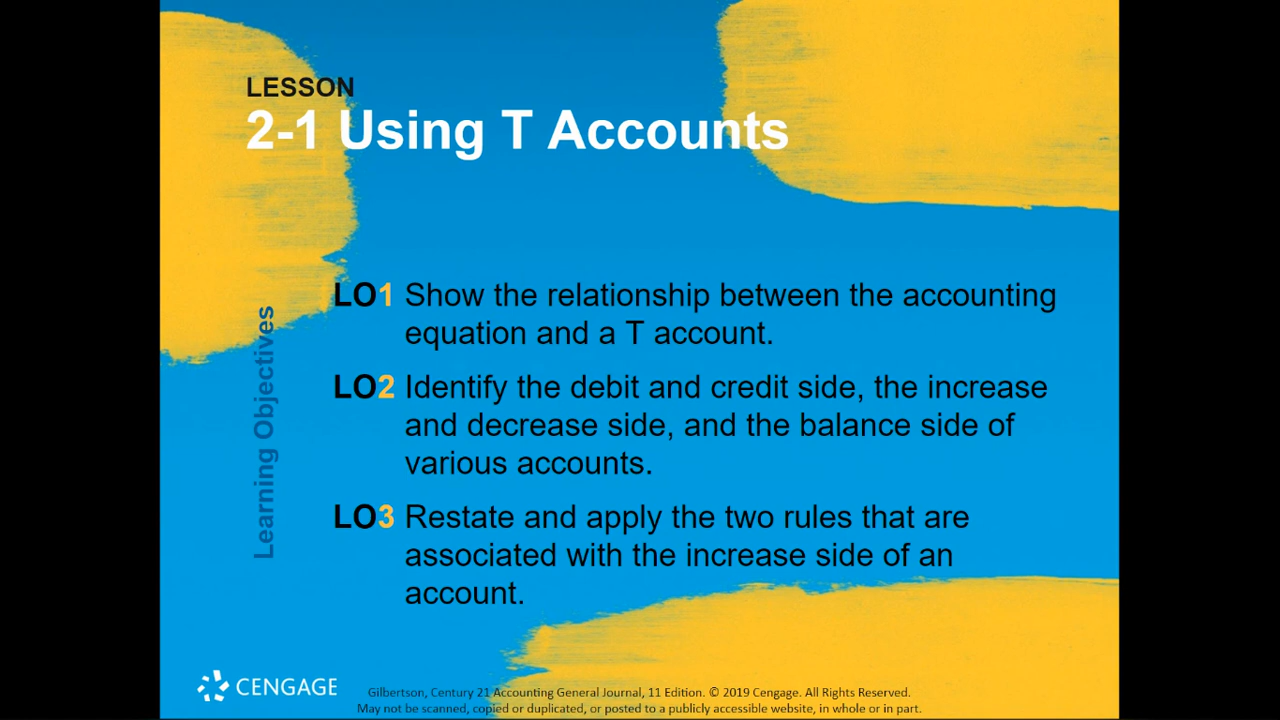 LESSON
2-1 Using T Accounts
Learning Objectives
LO1 Show the relationship between the accounting
equation and a T account.
LO2 Identify the debit and credit side, the increase
and decrease side, and the balance side of
various accounts.
LO3 Restate and apply the two rules that are
associated with the increase side of an
account.
CENGAGE
Gilbertson, Century 21 Accounting General Journal, 11 Edition. © 2019 Cengage. All Rights Reserved.
May not be scanned, copied or duplicated, or posted to a publicly accessible website, in whole or in part.